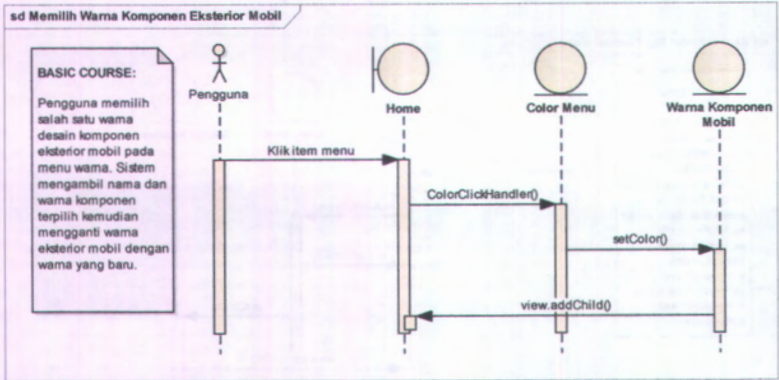 sd Memilih Warna Komponen Eksterior Mobil
BASIC COURSE:
Pengguna memilih
salah satu warna
desain komponen
eksterior mobil pada
menu warna. Sistem
mengambil nama dan
warna komponen
terpilih kemudian
mengganti warna
eksterior mobil dengan
warna yang baru.
Pengguna
Home
Color Menu
Warna Komponen
Mobil
Klik item menu
ColorClickHandler()
setColor()
view.addChild()